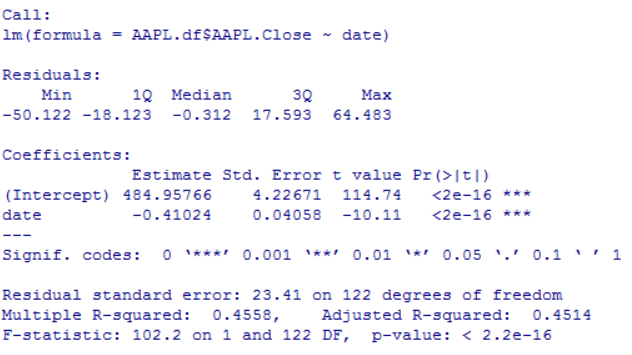 Call:
lm(formula = AAPL.df$AAPL.Close ~ date)
Residuals:
    Min      1Q  Median      3Q     Max
-50.122 -18.123  -0.312  17.593  64.483
Coefficients:
             Estimate Std. Error t value Pr(>|t|)
(Intercept) 484.95766    4.22671  114.74   <2e-16 ***
date         -0.41024    0.04058  -10.11   <2e-16 ***
---
Signif. codes:  0 ‘***’ 0.001 ‘**’ 0.01 ‘*’ 0.05 ‘.’ 0.1 ‘ ’ 1
Residual standard error: 23.41 on 122 degrees of freedom
Multiple R-squared:  0.4558,    Adjusted R-squared:  0.4514
F-statistic: 102.2 on 1 and 122 DF,  p-value: < 2.2e-16